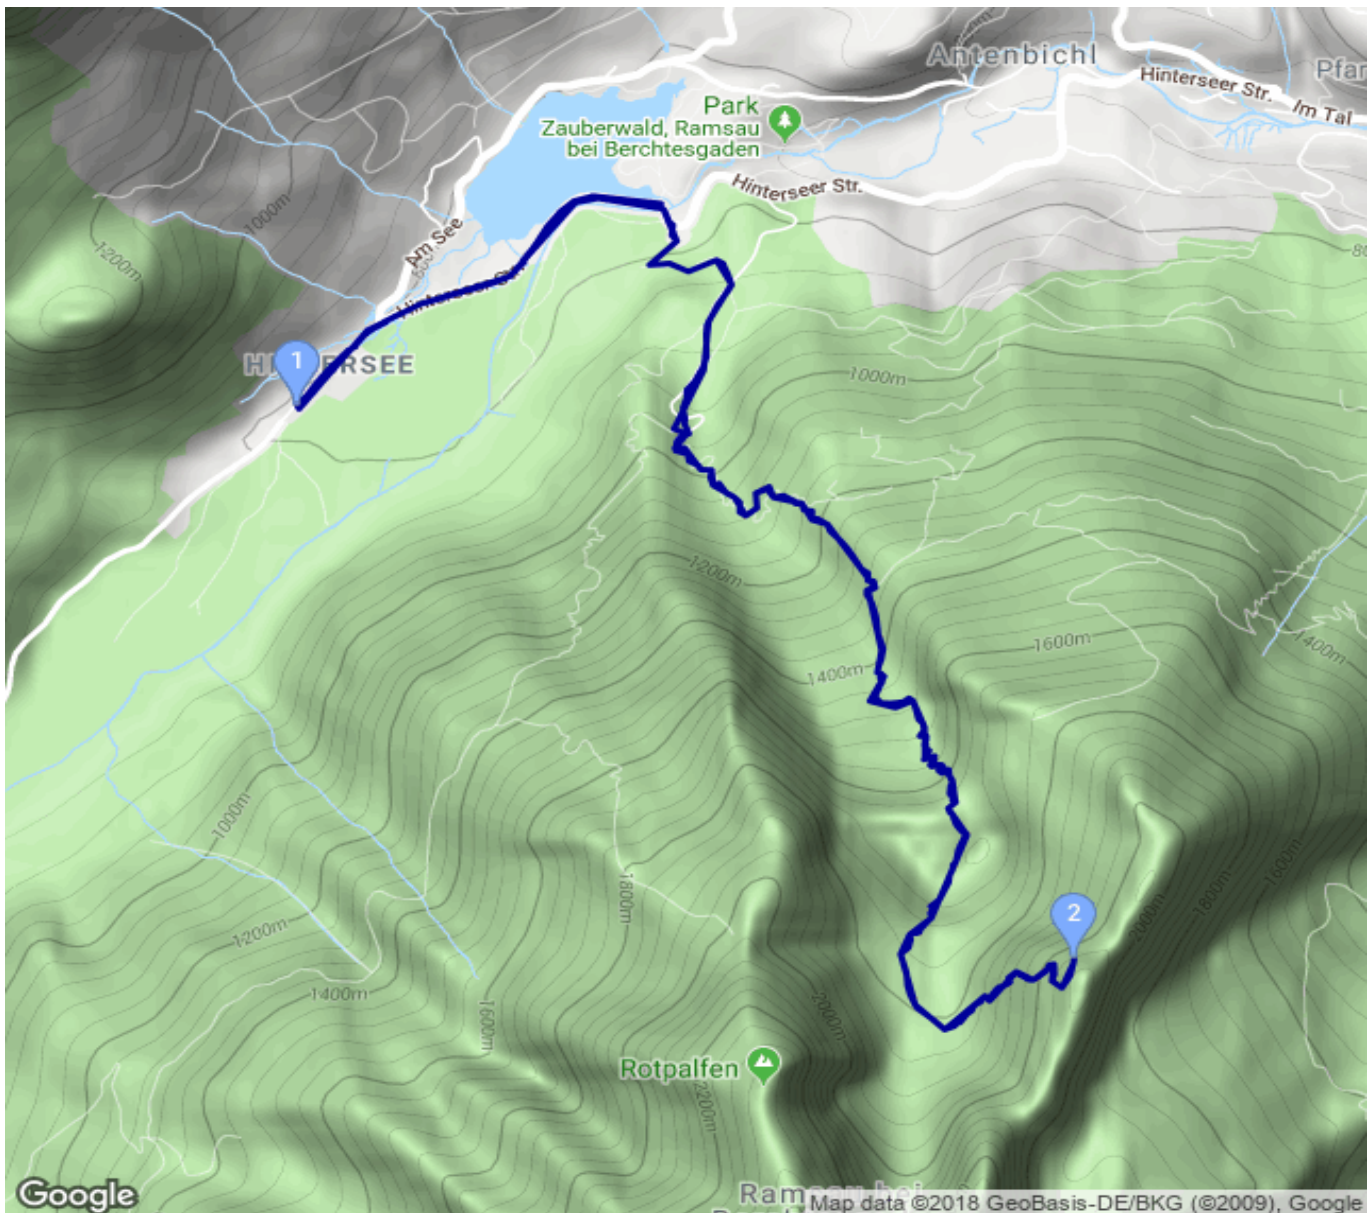 Antenbichl
Hinterseer Str.
Im Tal
Park
Zauberwald, Ramsau
bei Berchtesgaden
Hinterseer Str.
1000m
1200m
Am See
Hinterseer Str.
1
1000m
1200m
1400m
1600m
1400m
1000m
1200m
1400m
1600m
1800m
2
2000m
1800m
1600m
2000m
2200m
Rotpalfen
Google
Map data ©2018 GeoBasis-DE/BKG (©2009), Google